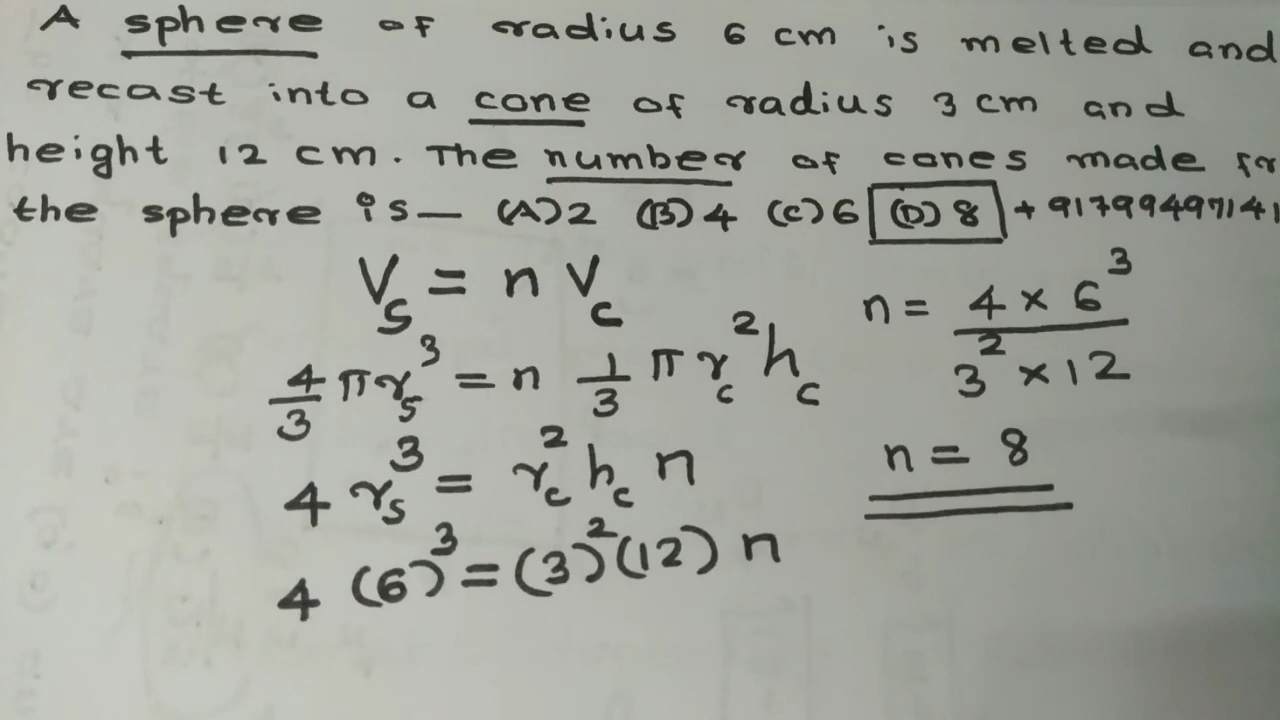 A sphere of radius 6 cm is melted and
recast into a cone of radius 3 cm and
height 12 cm. The number of cones made fr
the sphere is— (A) 2 (B) 4 (C) 6 (D) 8 + 91799497141
V_s = n V_c
4/3 π r_s^3 = n 1/3 π r_c^2 h_c
4 r_s^3 = r_c^2 h_c n
4 (6)^3 = (3)^2 (12) n
n = 4 × 6^3 / 3^2 × 12
n = 8